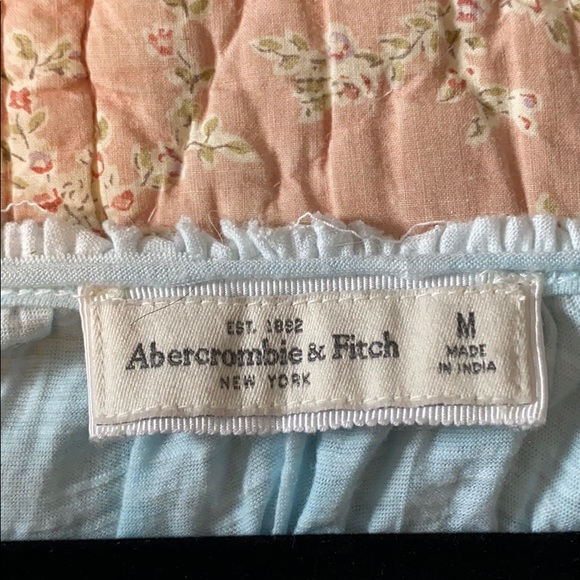 EST. 1892
Abercrombie & Fitch
NEW YORK
M
MADE
IN INDIA